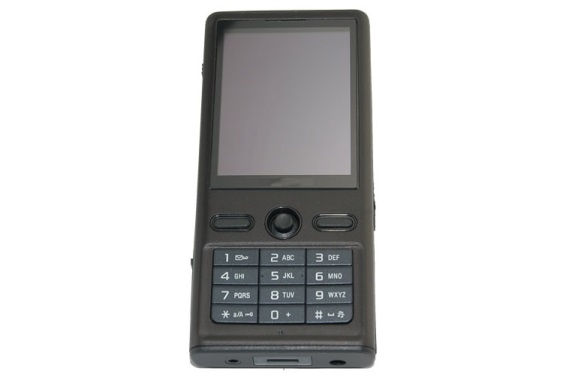 1 2 ABC 3 DEF
4 GHI 5 JKL 6 MNO
7 PQRS 8 TUV 9 WXYZ
* a/A 0 + #